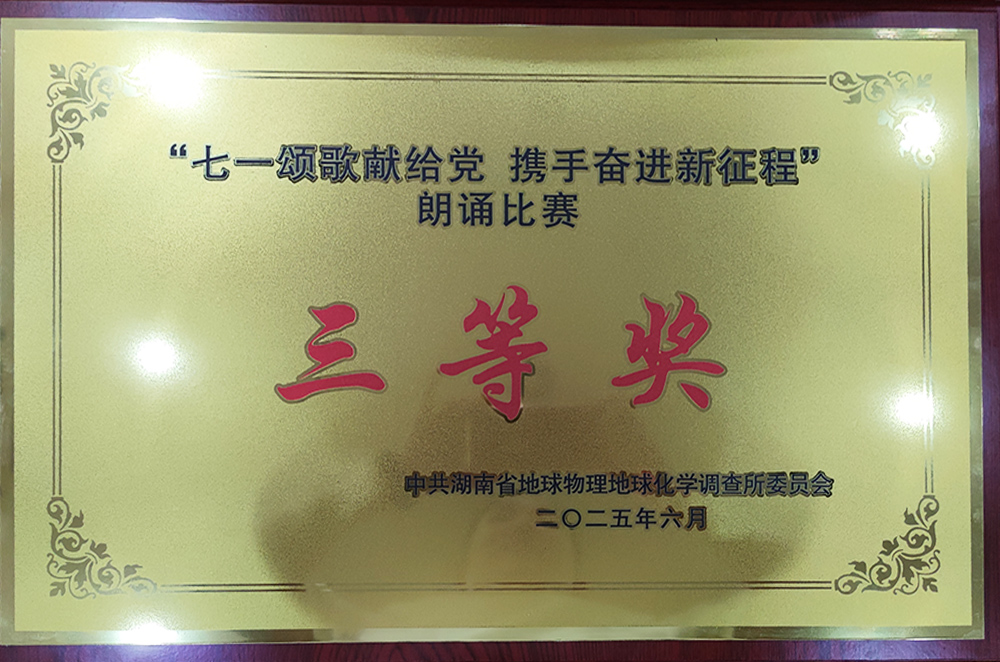 “七一颂歌献给党 携手奋进新征程”
朗诵比赛
三等奖
中共湖南省地球物理地球化学调查所委员会
二〇二五年六月